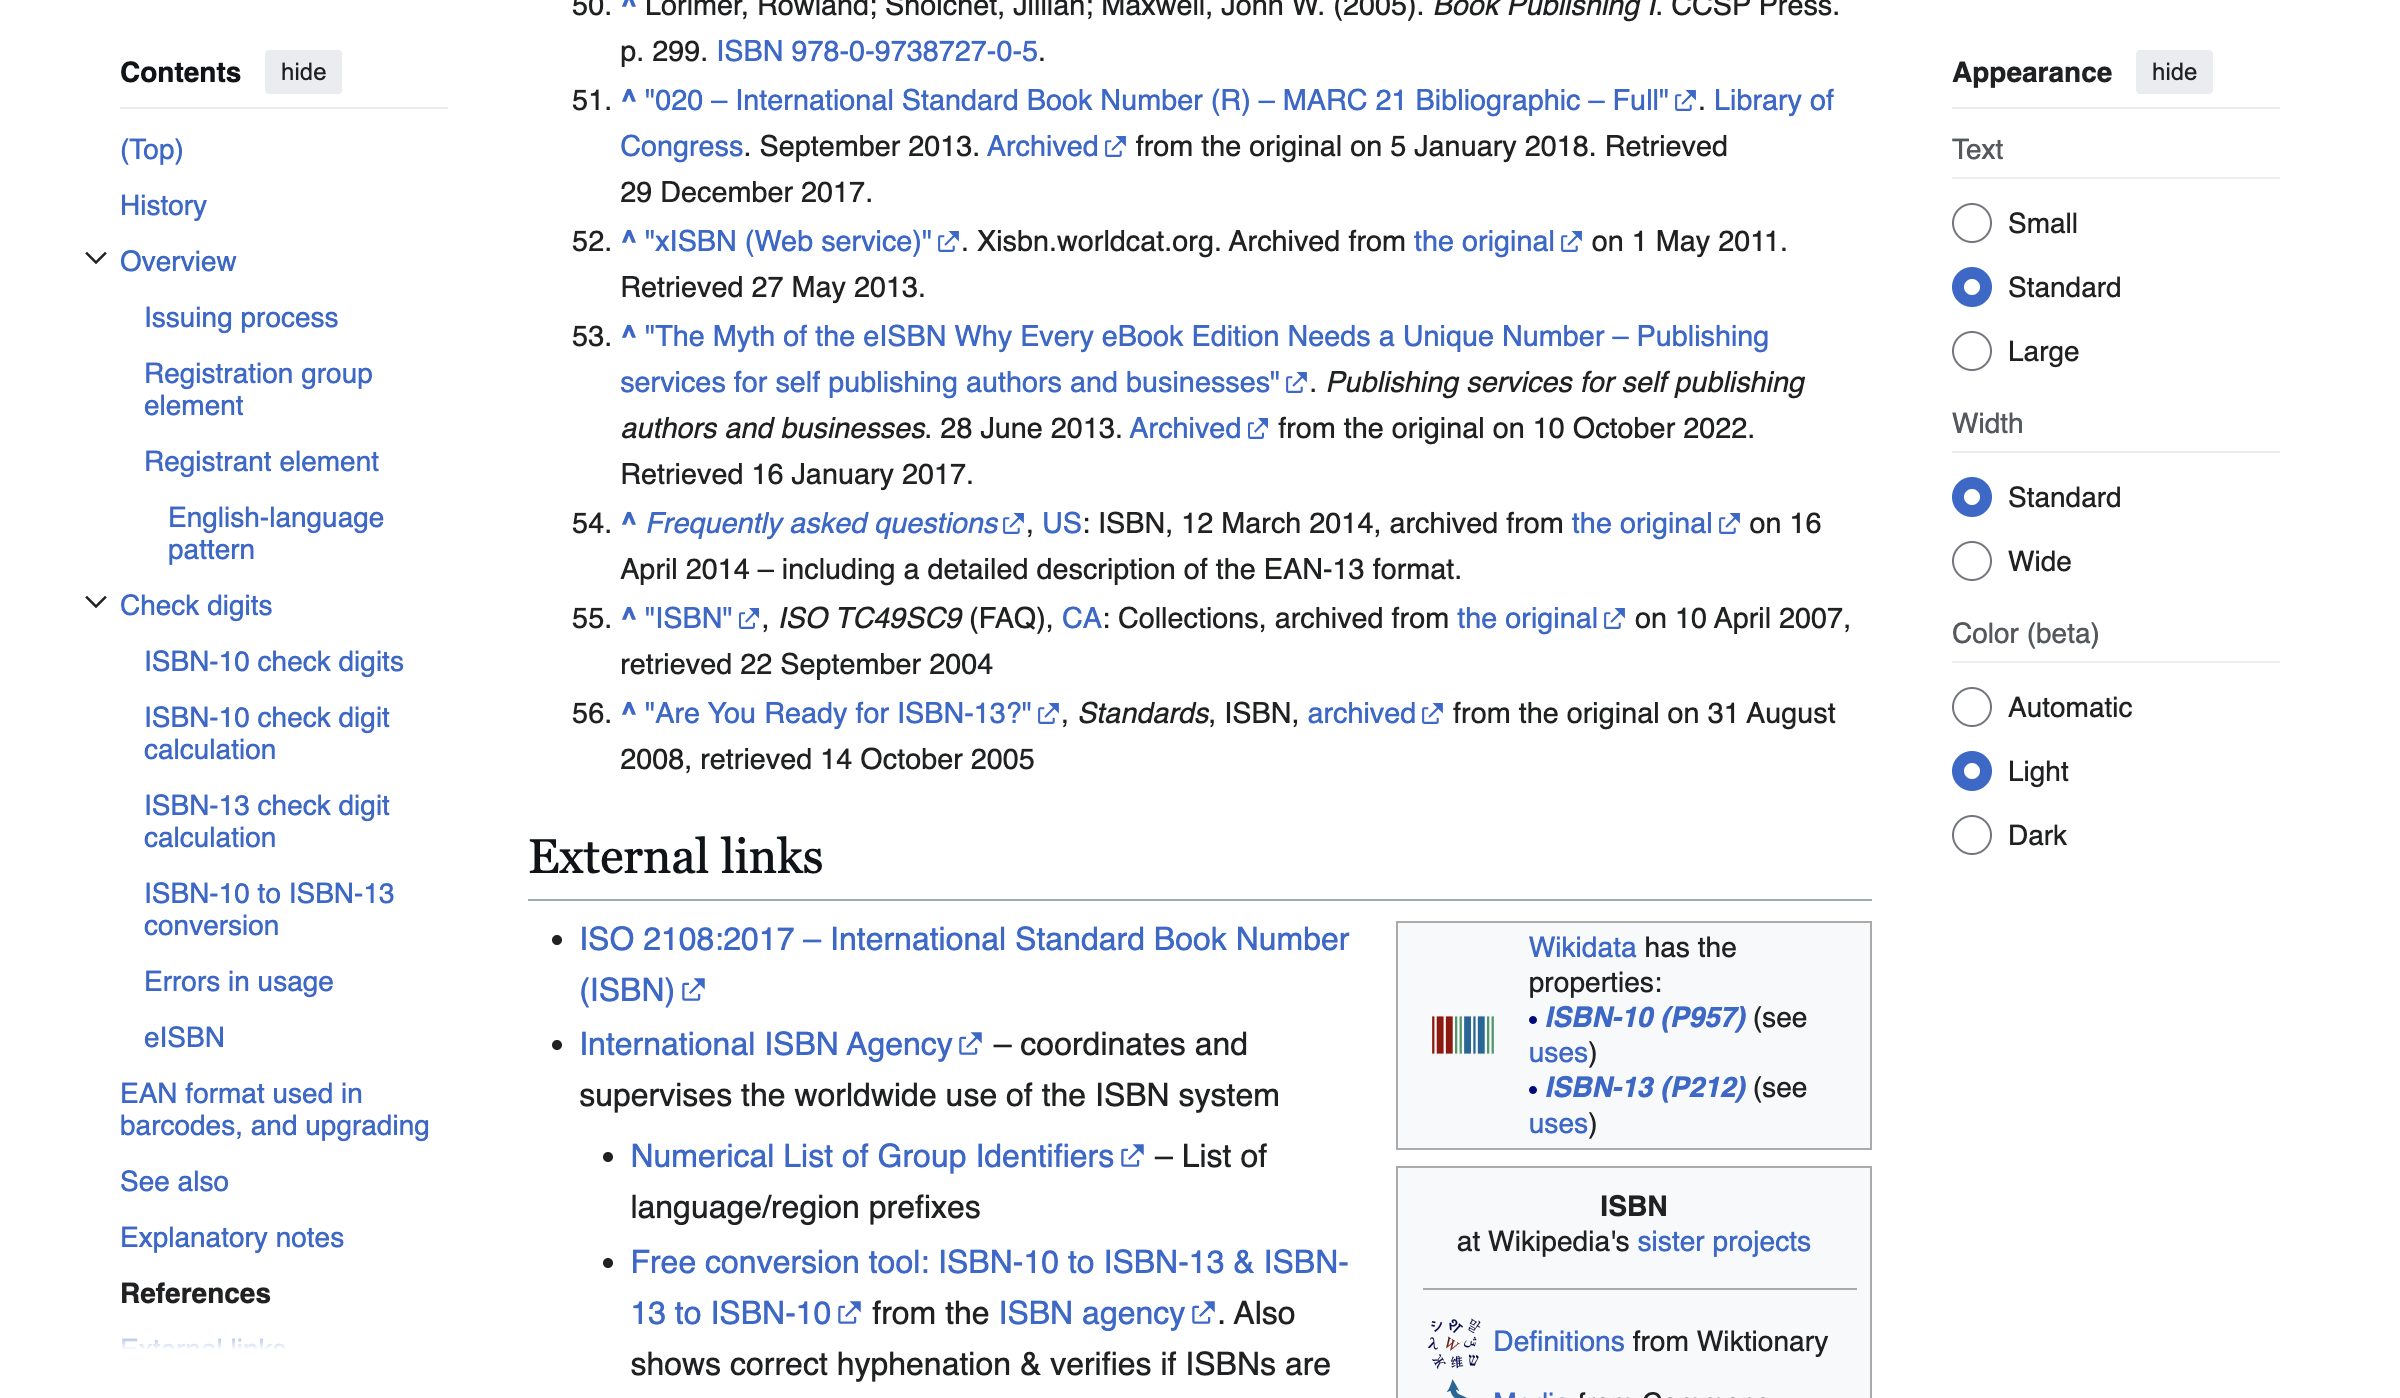 Contents hide
(Top)
History
Overview
Issuing process
Registration group
element
Registrant element
English-language
pattern
Check digits
ISBN-10 check digits
ISBN-10 check digit
calculation
ISBN-13 check digit
calculation
ISBN-10 to ISBN-13
conversion
Errors in usage
eISBN
EAN format used in
barcodes, and upgrading
See also
Explanatory notes
References
External links
50. ^ Lorimer, Rowland; Shoichet, Jillian; Maxwell, John W. (2005). Book Publishing I. CCSP Press.
p. 299. ISBN 978-0-9738727-0-5.
51. ^ "020 – International Standard Book Number (R) – MARC 21 Bibliographic – Full". Library of
Congress. September 2013. Archived from the original on 5 January 2018. Retrieved
29 December 2017.
52. ^ "xISBN (Web service)". Xisbn.worldcat.org. Archived from the original on 1 May 2011.
Retrieved 27 May 2013.
53. ^ "The Myth of the eISBN Why Every eBook Edition Needs a Unique Number – Publishing
services for self publishing authors and businesses". Publishing services for self publishing
authors and businesses. 28 June 2013. Archived from the original on 10 October 2022.
Retrieved 16 January 2017.
54. ^ Frequently asked questions, US: ISBN, 12 March 2014, archived from the original on 16
April 2014 – including a detailed description of the EAN-13 format.
55. ^ "ISBN", ISO TC49SC9 (FAQ), CA: Collections, archived from the original on 10 April 2007,
retrieved 22 September 2004
56. ^ "Are You Ready for ISBN-13?", Standards, ISBN, archived from the original on 31 August
2008, retrieved 14 October 2005
External links
• ISO 2108:2017 – International Standard Book Number
(ISBN)
• International ISBN Agency – coordinates and
supervises the worldwide use of the ISBN system
• Numerical List of Group Identifiers – List of
language/region prefixes
• Free conversion tool: ISBN-10 to ISBN-13 & ISBN-
13 to ISBN-10 from the ISBN agency. Also
shows correct hyphenation & verifies if ISBNs are
Wikidata has the
properties:
• ISBN-10 (P957) (see
uses)
• ISBN-13 (P212) (see
uses)
ISBN
at Wikipedia's sister projects
Definitions from Wiktionary
Media from Commons
Appearance hide
Text
Small
Standard
Large
Width
Standard
Wide
Color (beta)
Automatic
Light
Dark